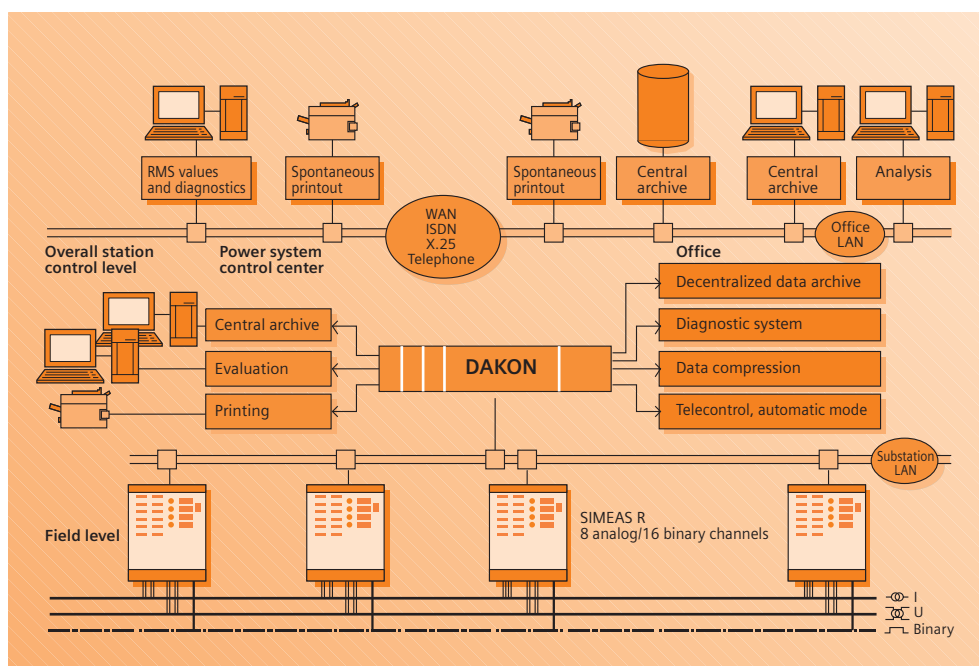 RMS values
and diagnostics
Spontaneous
printout
Spontaneous
printout
Central
archive
Central
archive
Analysis
WAN
ISDN
X.25
Telephone
Office
LAN
Overall station
control level
Power system
control center
Office
Decentralized data archive
Central archive
Diagnostic system
DAKON
Evaluation
Data compression
Printing
Telecontrol, automatic mode
Substation
LAN
Field level
SIMEAS R
8 analog/16 binary channels
I
U
Binary